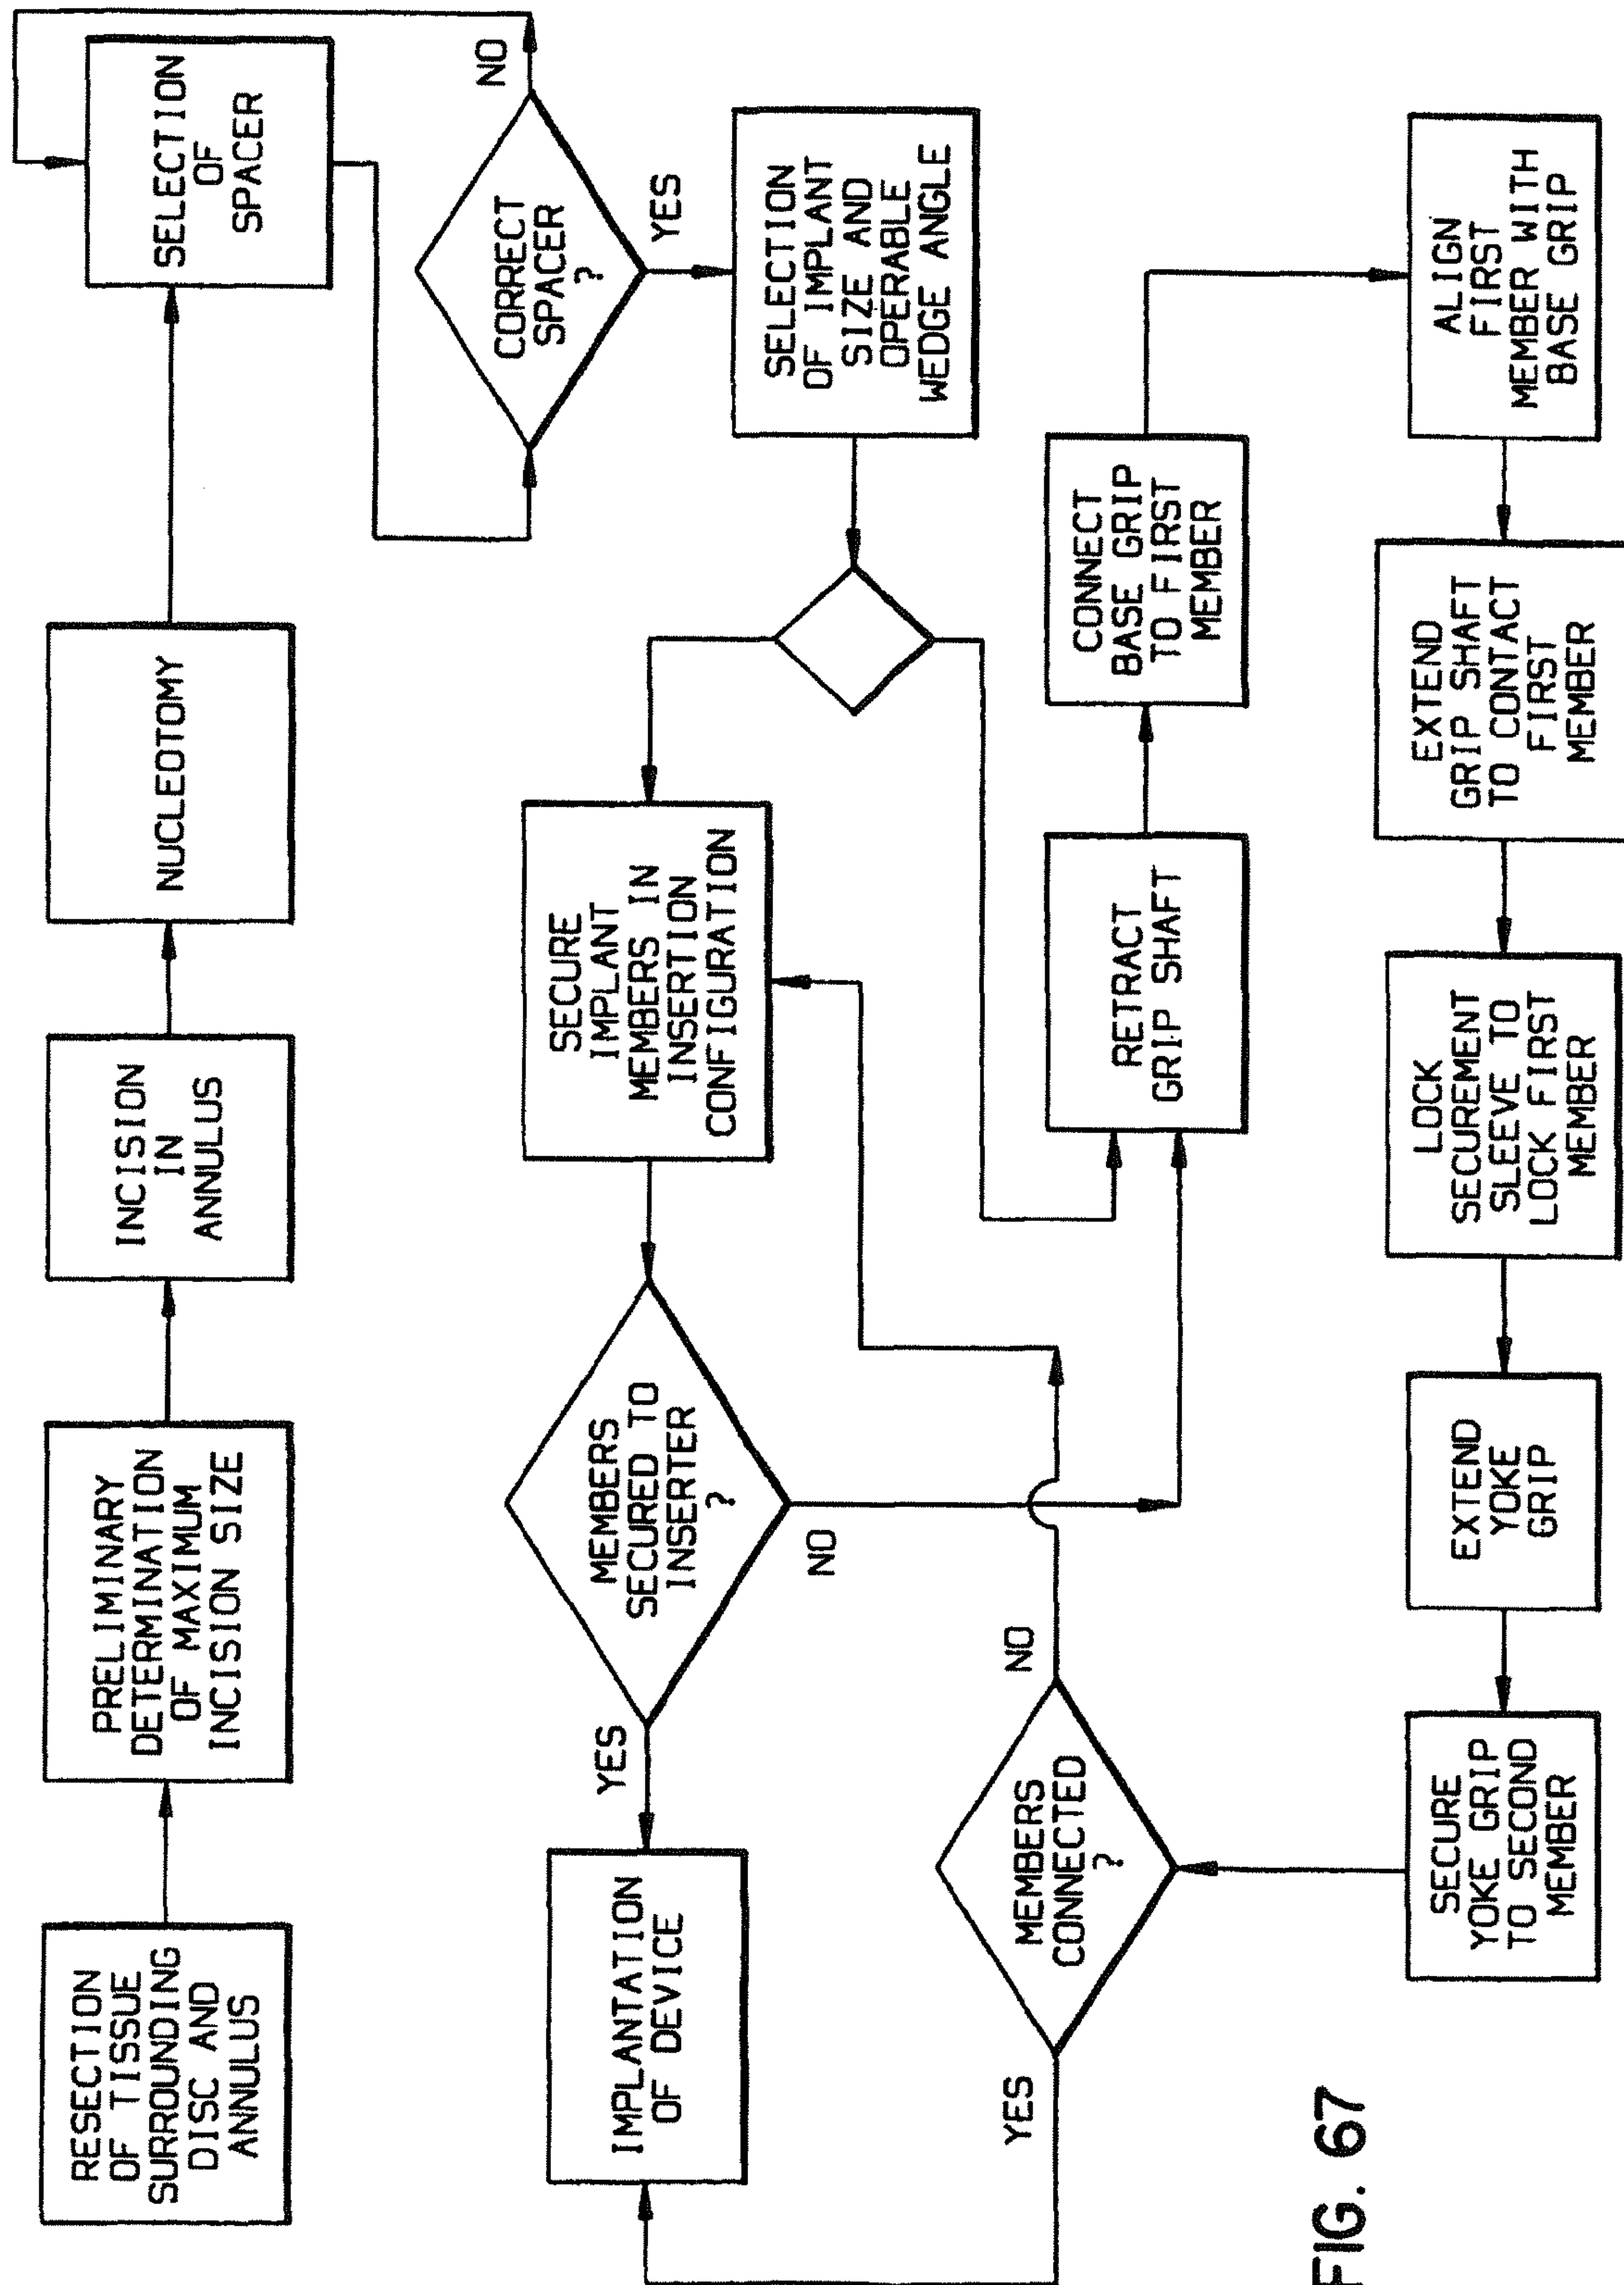 RESECTION
OF TISSUE
SURROUNDING
DISC AND
ANNULUS
PRELIMINARY
DETERMINATION
OF MAXIMUM
INCISION SIZE
INCISION
IN
ANNULUS
NUCLEOTOMY
SELECTION
OF
SPACER
CORRECT
SPACER
?
NO
YES
SELECTION
OF IMPLANT
SIZE AND
OPERABLE
WEDGE ANGLE
SECURE
IMPLANT
MEMBERS IN
INSERTION
CONFIGURATION
MEMBERS
SECURED TO
INSERTER
?
YES
NO
IMPLANTATION
OF DEVICE
RETRACT
GRIP SHAFT
CONNECT
BASE GRIP
TO FIRST
MEMBER
ALIGN
FIRST
MEMBER WITH
BASE GRIP
EXTEND
GRIP SHAFT
TO CONTACT
FIRST
MEMBER
LOCK
SECUREMENT
SLEEVE TO
LOCK FIRST
MEMBER
EXTEND
YOKE
GRIP
SECURE
YOKE GRIP
TO SECOND
MEMBER
MEMBERS
CONNECTED
?
NO
YES
FIG. 67